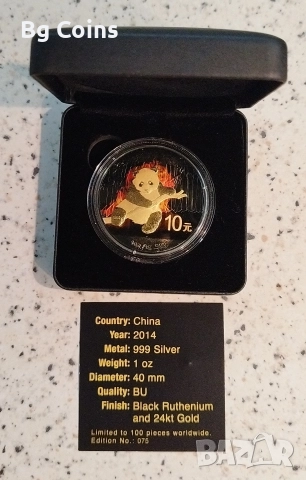 Bg Coins
10元
Country: China
Year: 2014
Metal: 999 Silver
Weight: 1 oz
Diameter: 40 mm
Quality: BU
Finish: Black Ruthenium
and 24kt Gold
Limited to 100 pieces worldwide.
Edition No.: 075
BAZAR